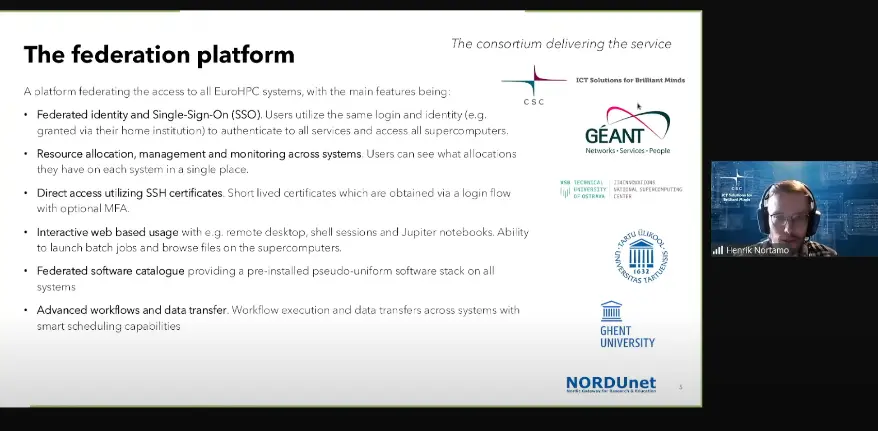 The federation platform
The consortium delivering the service
A platform federating the access to all EuroHPC systems, with the main features being:
• Federated identity and Single-Sign-On (SSO). Users utilize the same login and identity (e.g.
granted via their home institution) to authenticate to all services and access all supercomputers.
• Resource allocation, management and monitoring across systems. Users can see what allocations
they have on each system in a single place.
• Direct access utilizing SSH certificates. Short lived certificates which are obtained via a login flow
with optional MFA.
• Interactive web based usage with e.g. remote desktop, shell sessions and Jupiter notebooks. Ability
to launch batch jobs and browse files on the supercomputers.
• Federated software catalogue providing a pre-installed pseudo-uniform software stack on all
systems
• Advanced workflows and data transfer. Workflow execution and data transfers across systems with
smart scheduling capabilities
CSC
ICT Solutions for Brilliant Minds
GÉANT
Networks • Services • People
VSB TECHNICAL
UNIVERSITY
OF OSTRAVA
IT4INNOVATIONS
NATIONAL SUPERCOMPUTING
CENTER
TARTU ÜLIKOOL
1632
UNIVERSITAS TARTUENSIS
GHENT
UNIVERSITY
NORDUnet
Nordic Gateway for Research & Education
CSC
ICT Solutions for
Brilliant Minds
Henrik Nortamo